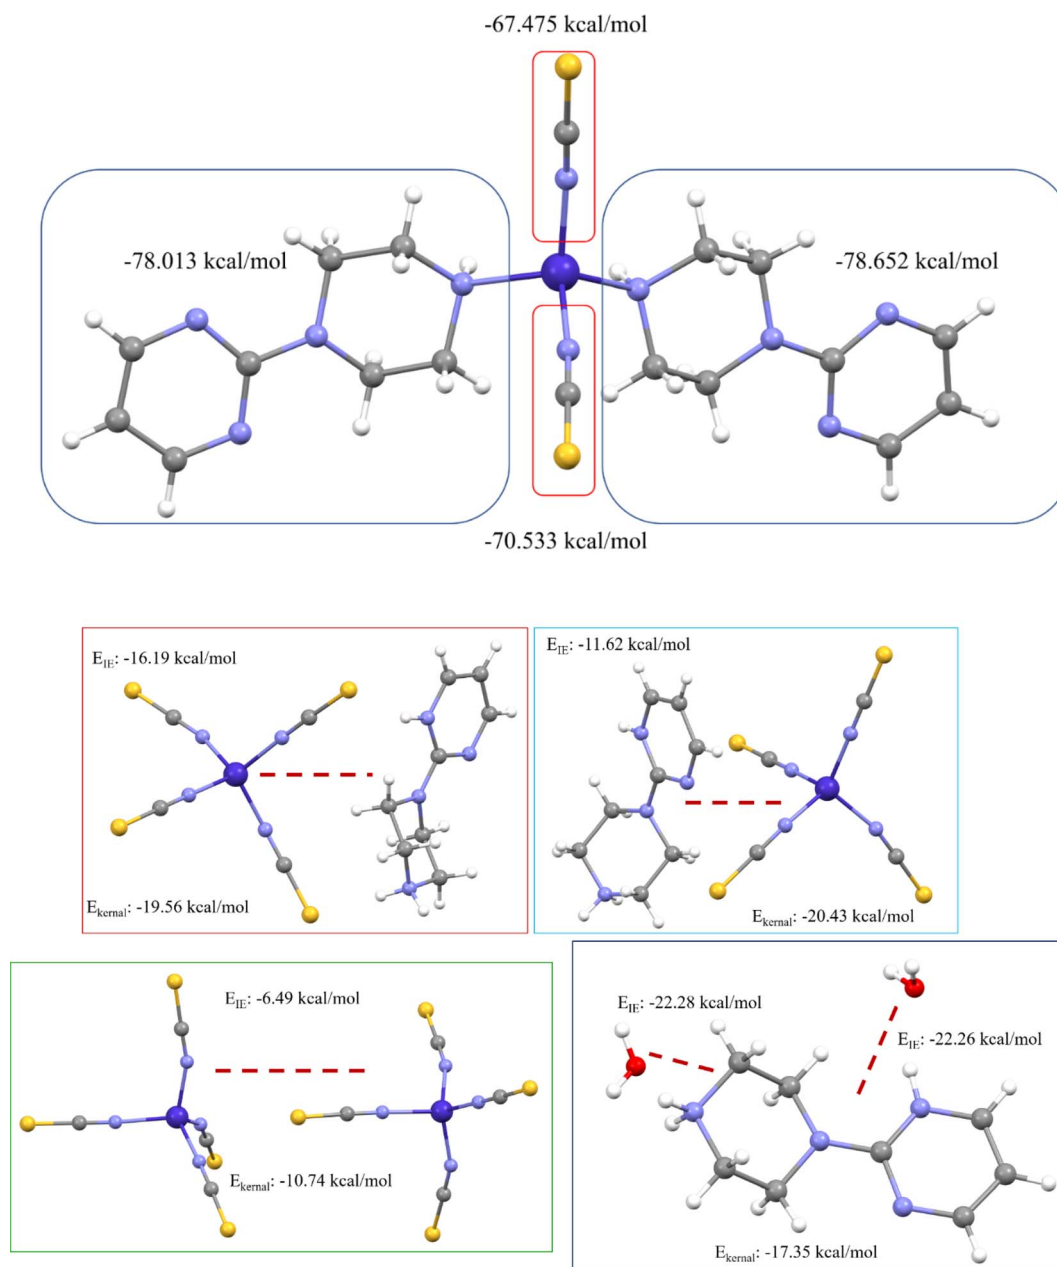 -67.475 kcal/mol
-78.013 kcal/mol
-78.652 kcal/mol
-70.533 kcal/mol
E_IE: -16.19 kcal/mol
E_kernal: -19.56 kcal/mol
E_IE: -11.62 kcal/mol
E_kernal: -20.43 kcal/mol
E_IE: -6.49 kcal/mol
E_kernal: -10.74 kcal/mol
E_IE: -22.28 kcal/mol
E_IE: -22.26 kcal/mol
E_kernal: -17.35 kcal/mol